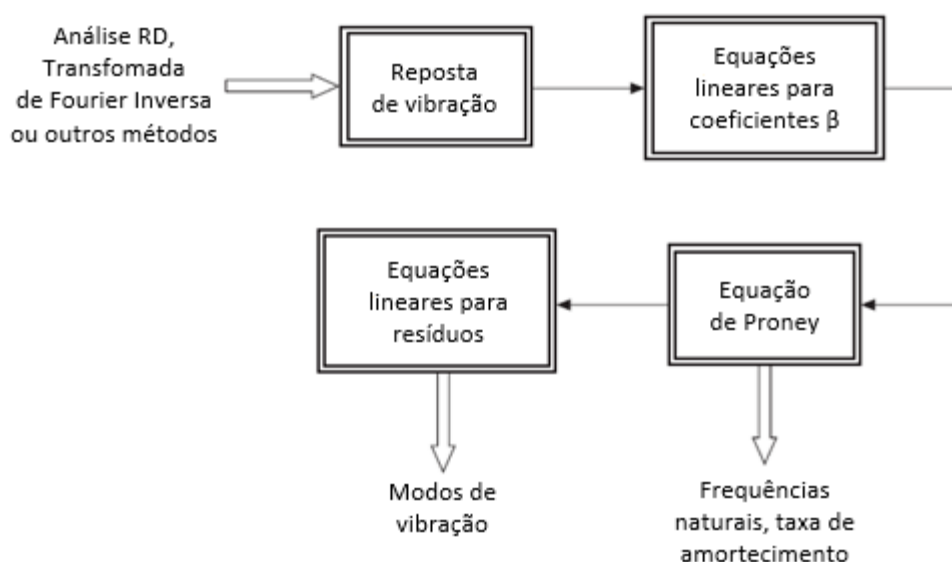 Análise RD,
Transfomada
de Fourier Inversa
ou outros métodos
Reposta
de vibração
Equações
lineares para
coeficientes β
Equações
lineares para
resíduos
Equação
de Proney
Modos de
vibração
Frequências
naturais, taxa de
amortecimento